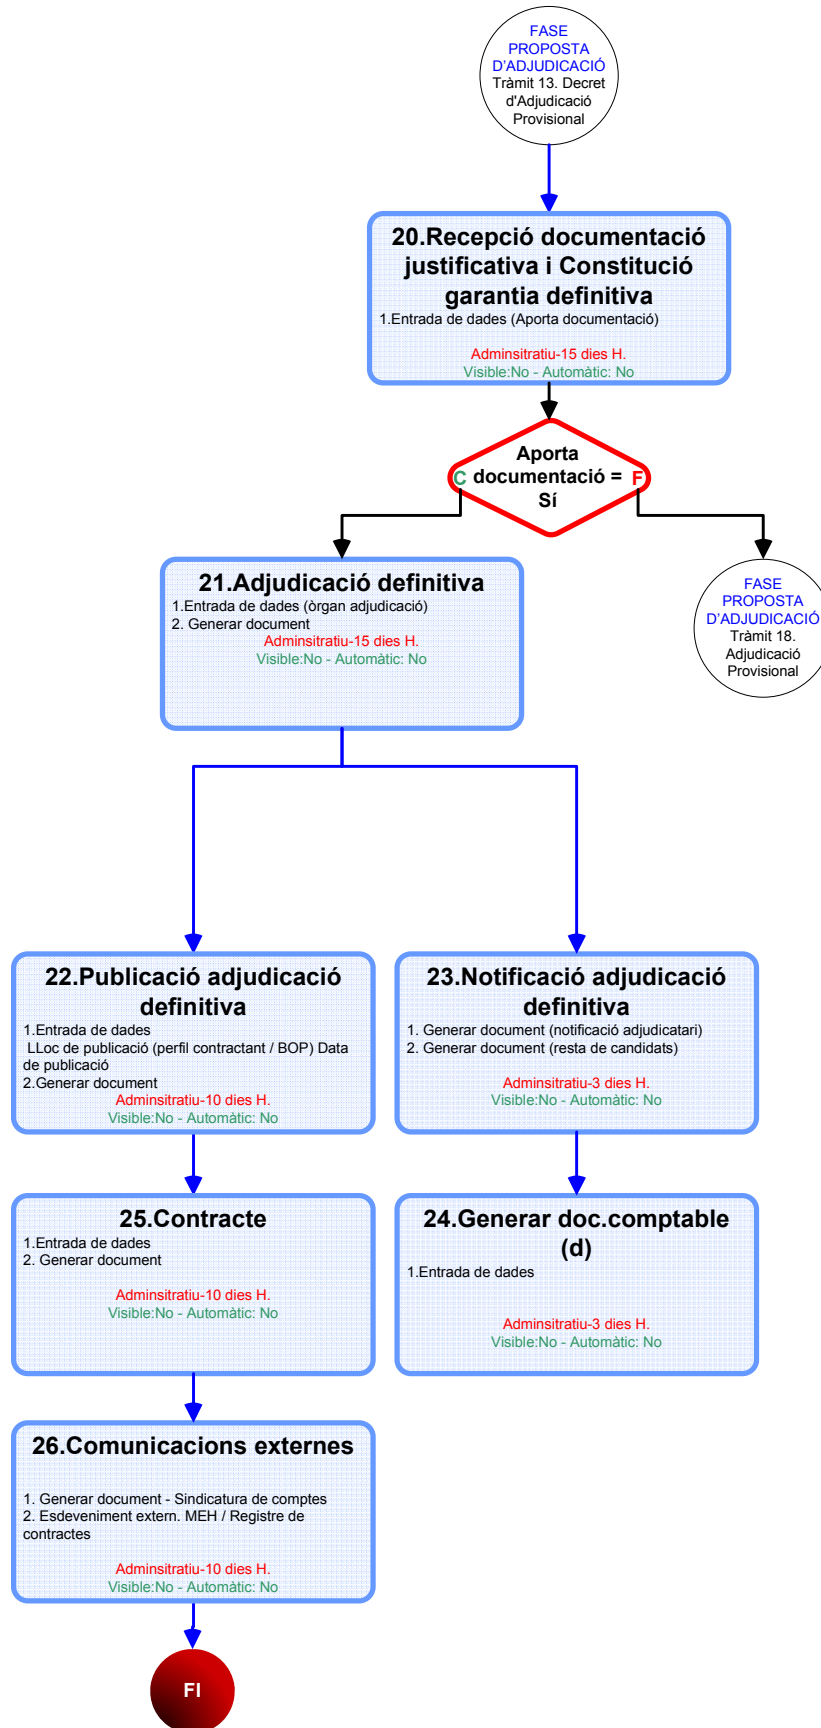 FASE
PROPOSTA
D'ADJUDICACIÓ
Tràmit 13. Decret
d'Adjudicació
Provisional
20.Recepció documentació
justificativa i Constitució
garantia definitiva
1.Entrada de dades (Aporta documentació)
Adminsitratiu-15 dies H.
Visible:No - Automàtic: No
Aporta
C documentació = F
Sí
21.Adjudicació definitiva
1.Entrada de dades (òrgan adjudicació)
2. Generar document
Adminsitratiu-15 dies H.
Visible:No - Automàtic: No
FASE
PROPOSTA
D'ADJUDICACIÓ
Tràmit 18.
Adjudicació
Provisional
22.Publicació adjudicació
definitiva
1.Entrada de dades
LLoc de publicació (perfil contractant / BOP) Data
de publicació
2.Generar document
Adminsitratiu-10 dies H.
Visible:No - Automàtic: No
23.Notificació adjudicació
definitiva
1. Generar document (notificació adjudicatari)
2. Generar document (resta de candidats)
Adminsitratiu-3 dies H.
Visible:No - Automàtic: No
25.Contracte
1.Entrada de dades
2. Generar document
Adminsitratiu-10 dies H.
Visible:No - Automàtic: No
24.Generar doc.comptable
(d)
1.Entrada de dades
Adminsitratiu-3 dies H.
Visible:No - Automàtic: No
26.Comunicacions externes
1. Generar document - Sindicatura de comptes
2. Esdeveniment extern. MEH / Registre de
contractes
Adminsitratiu-10 dies H.
Visible:No - Automàtic: No
FI